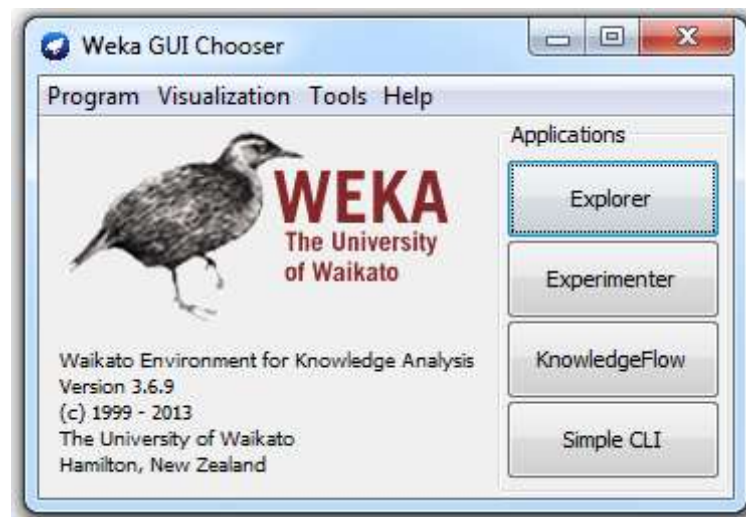 Weka GUI Chooser
Program Visualization Tools Help
WEKA
The University
of Waikato
Waikato Environment for Knowledge Analysis
Version 3.6.9
(c) 1999 - 2013
The University of Waikato
Hamilton, New Zealand
Applications
Explorer
Experimenter
KnowledgeFlow
Simple CLI